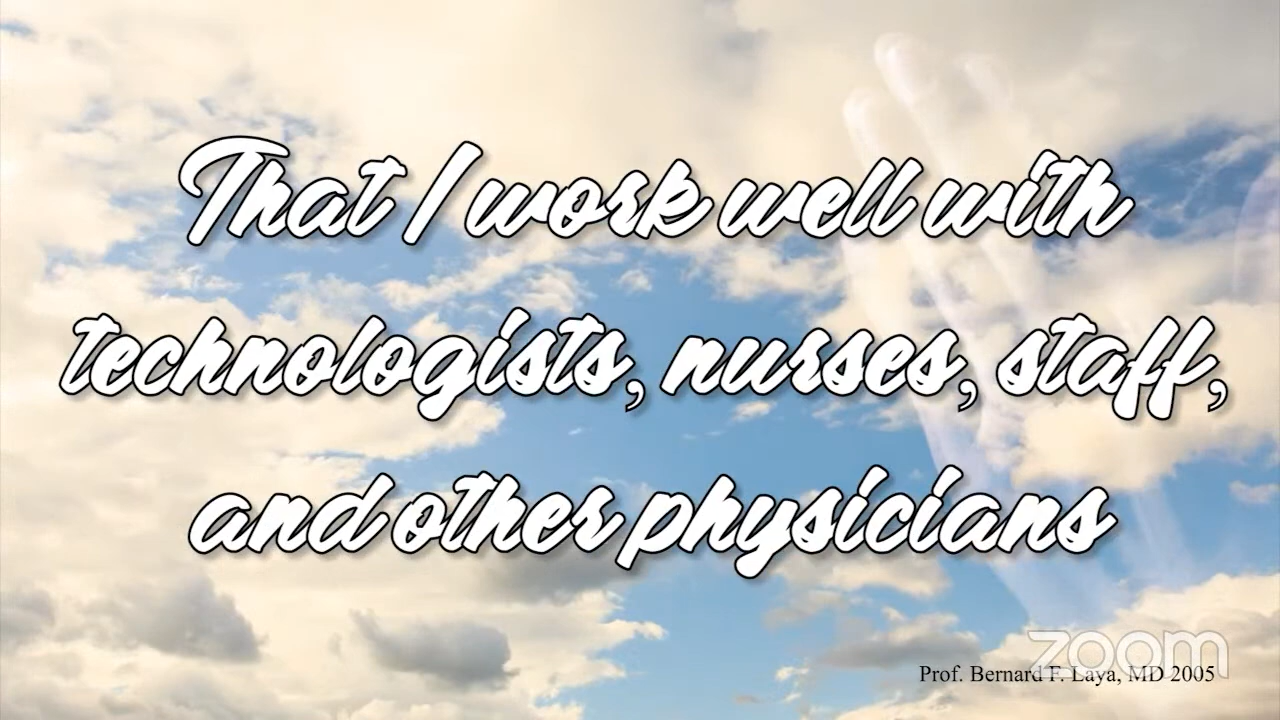 That I work well with
technologists, nurses, staff,
and other physicians
zoom
Prof. Bernard F. Laya, MD 2005